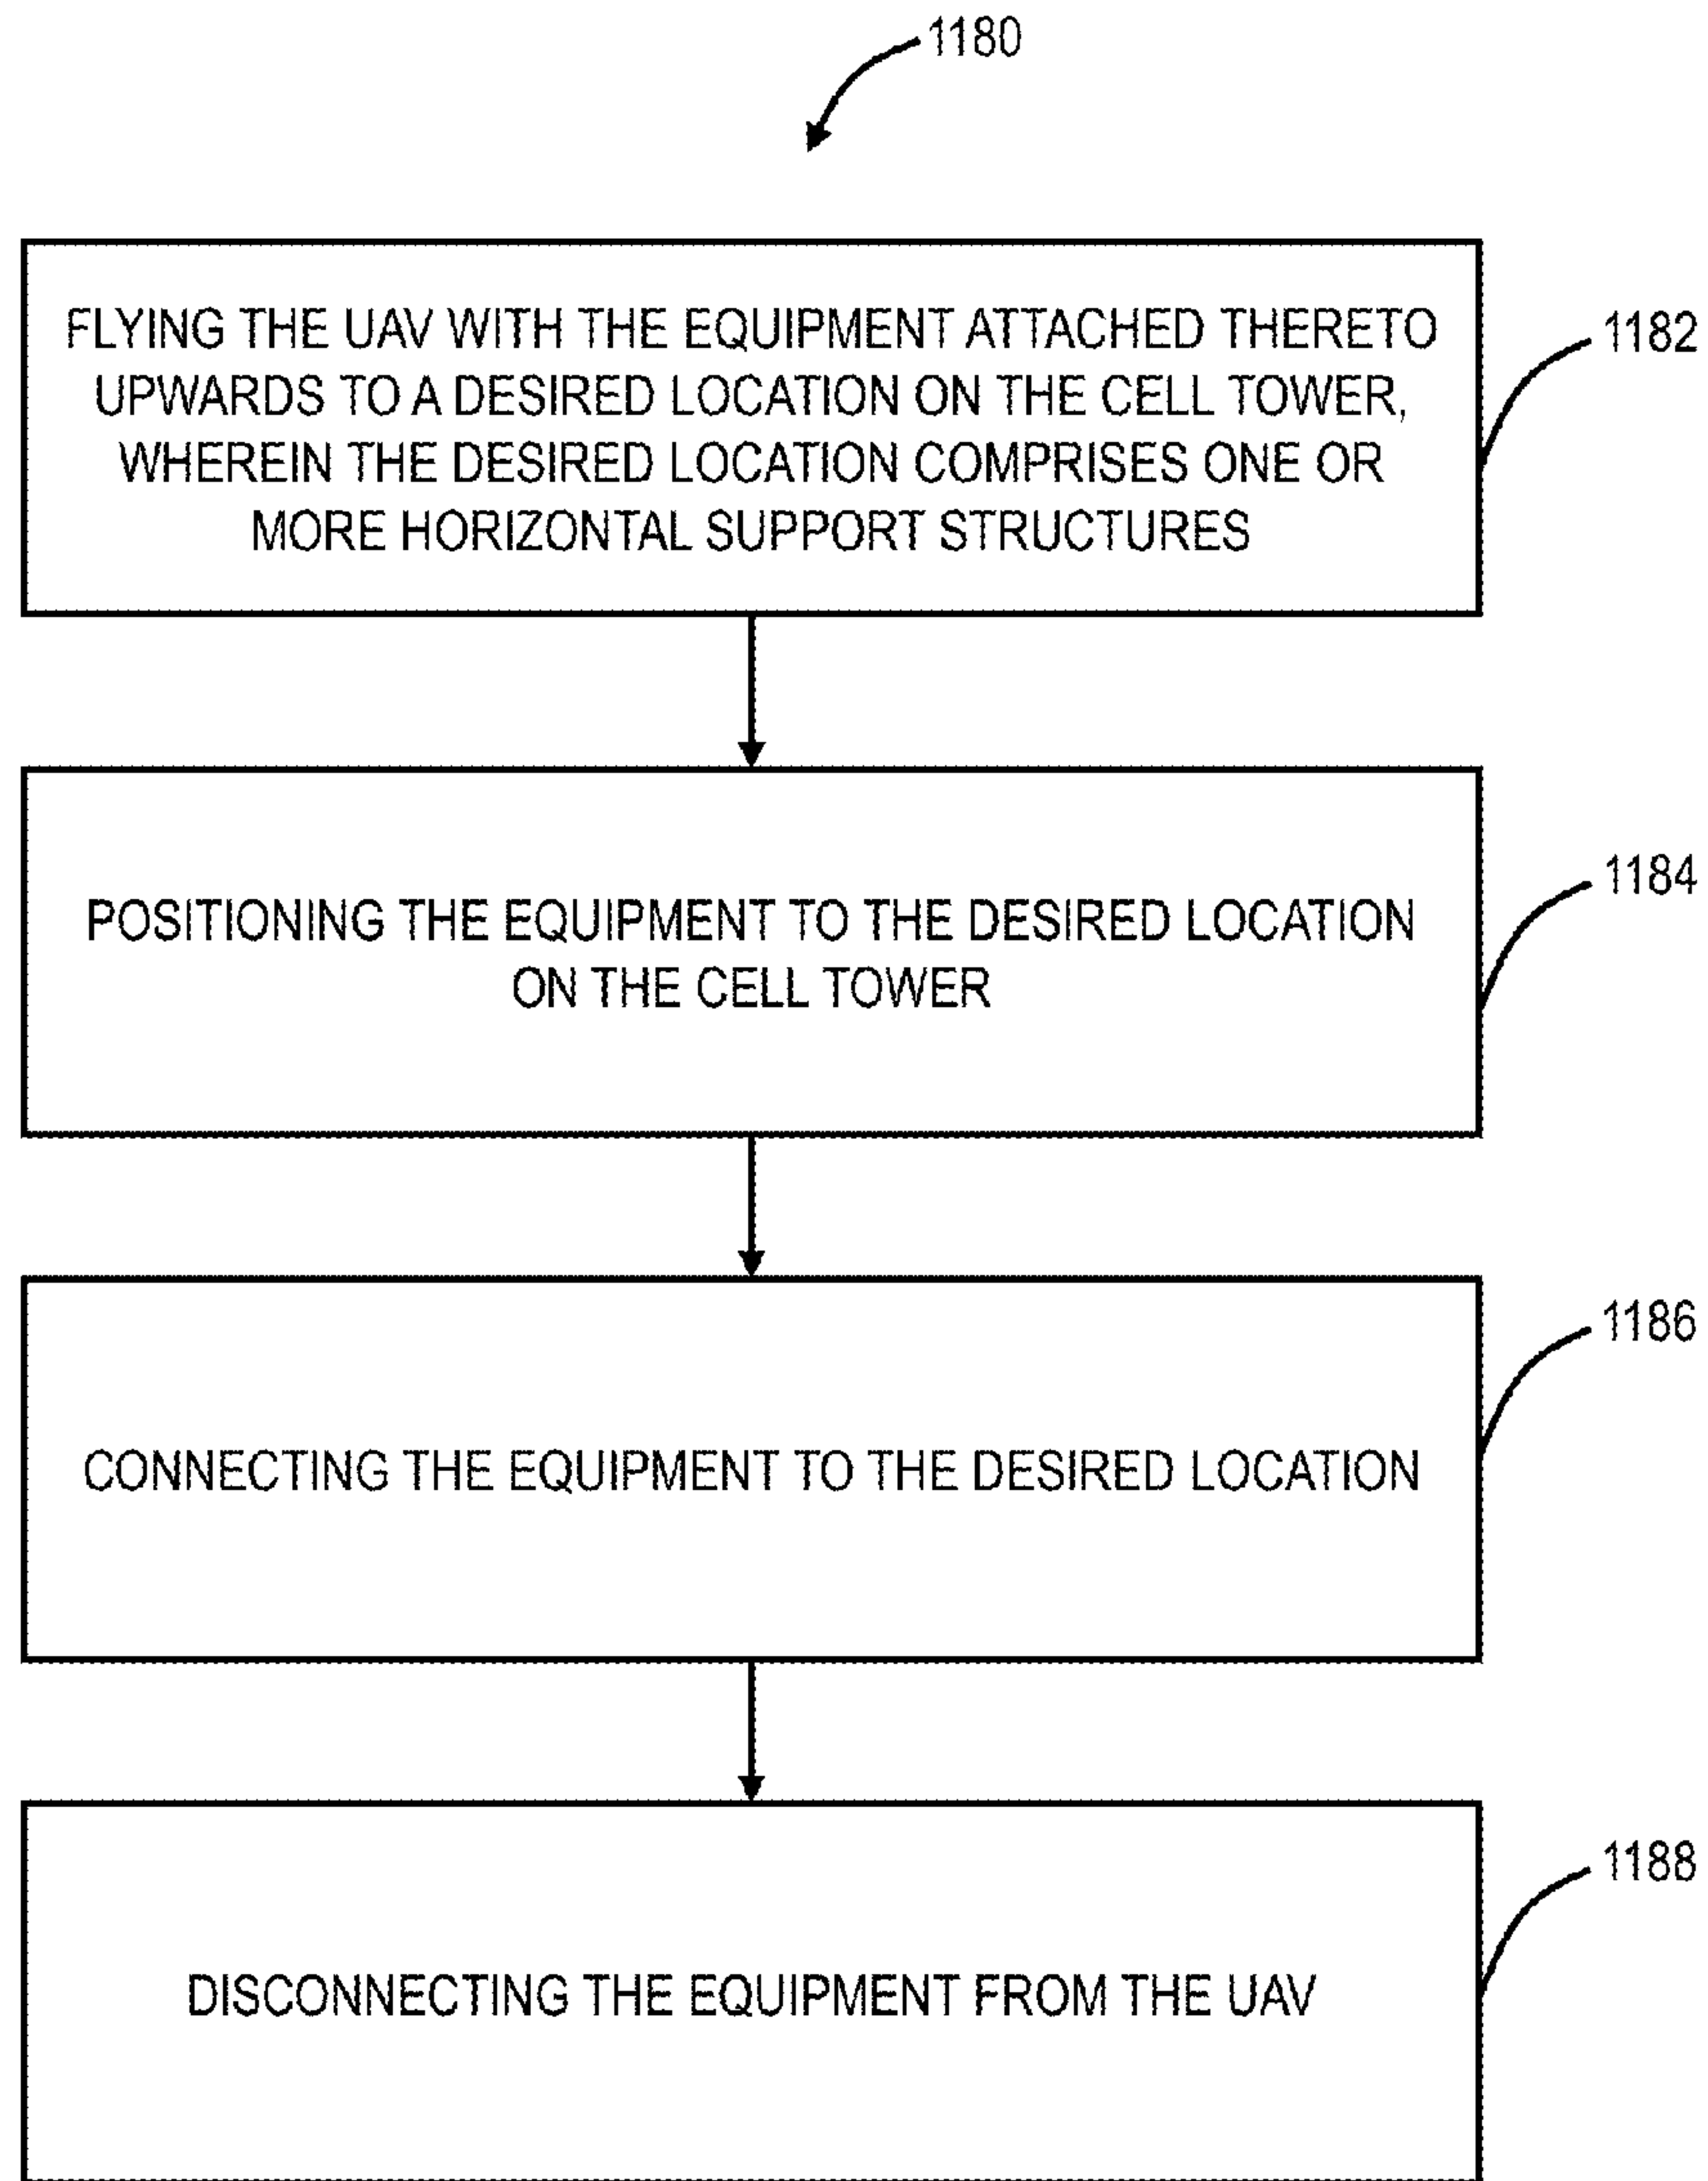 1180
FLYING THE UAV WITH THE EQUIPMENT ATTACHED THERETO
UPWARDS TO A DESIRED LOCATION ON THE CELL TOWER,
WHEREIN THE DESIRED LOCATION COMPRISES ONE OR
MORE HORIZONTAL SUPPORT STRUCTURES
1182
POSITIONING THE EQUIPMENT TO THE DESIRED LOCATION
ON THE CELL TOWER
1184
CONNECTING THE EQUIPMENT TO THE DESIRED LOCATION
1186
DISCONNECTING THE EQUIPMENT FROM THE UAV
1188